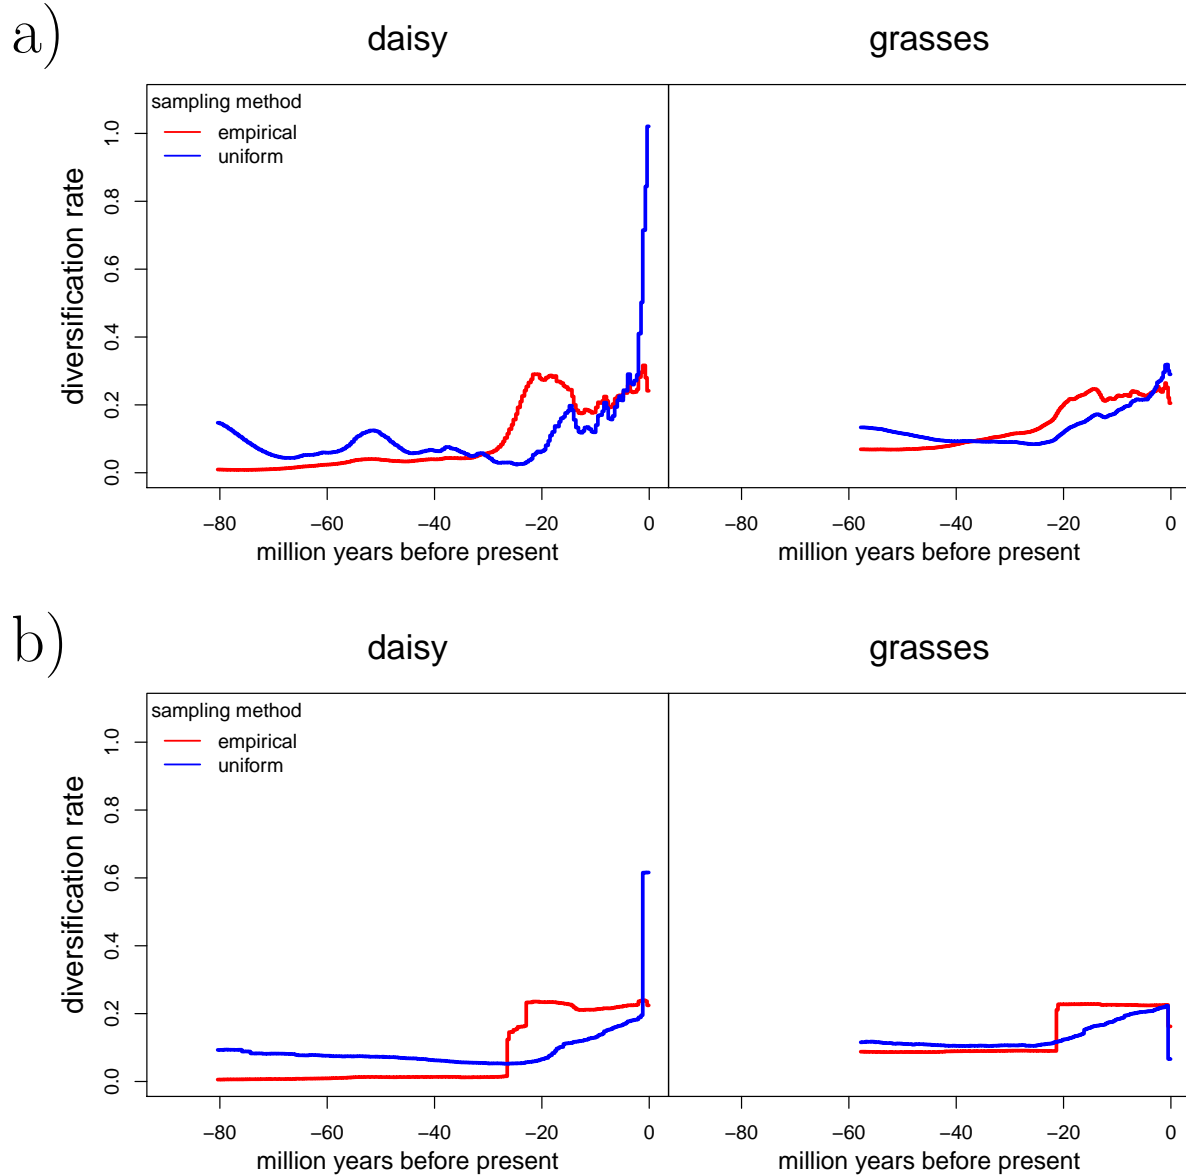 a)
daisy
grasses
sampling method
empirical
uniform
diversification rate
1.0
0.8
0.6
0.4
0.2
0.0
−80 −60 −40 −20 0
−80 −60 −40 −20 0
million years before present
million years before present
b)
daisy
grasses
sampling method
empirical
uniform
diversification rate
1.0
0.8
0.6
0.4
0.2
0.0
−80 −60 −40 −20 0
−80 −60 −40 −20 0
million years before present
million years before present